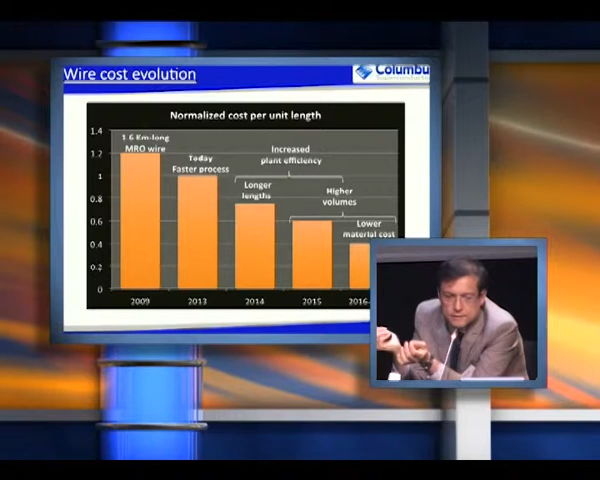 Wire cost evolution
Columbu
Normalized cost per unit length
1.4
1.2
1
0.8
0.6
0.4
0.2
0
1.6 Km-long
MRO wire
Today
Faster process
Increased
plant efficiency
Longer
lengths
Higher
volumes
Lower
material cost
2009
2013
2014
2015
2016-